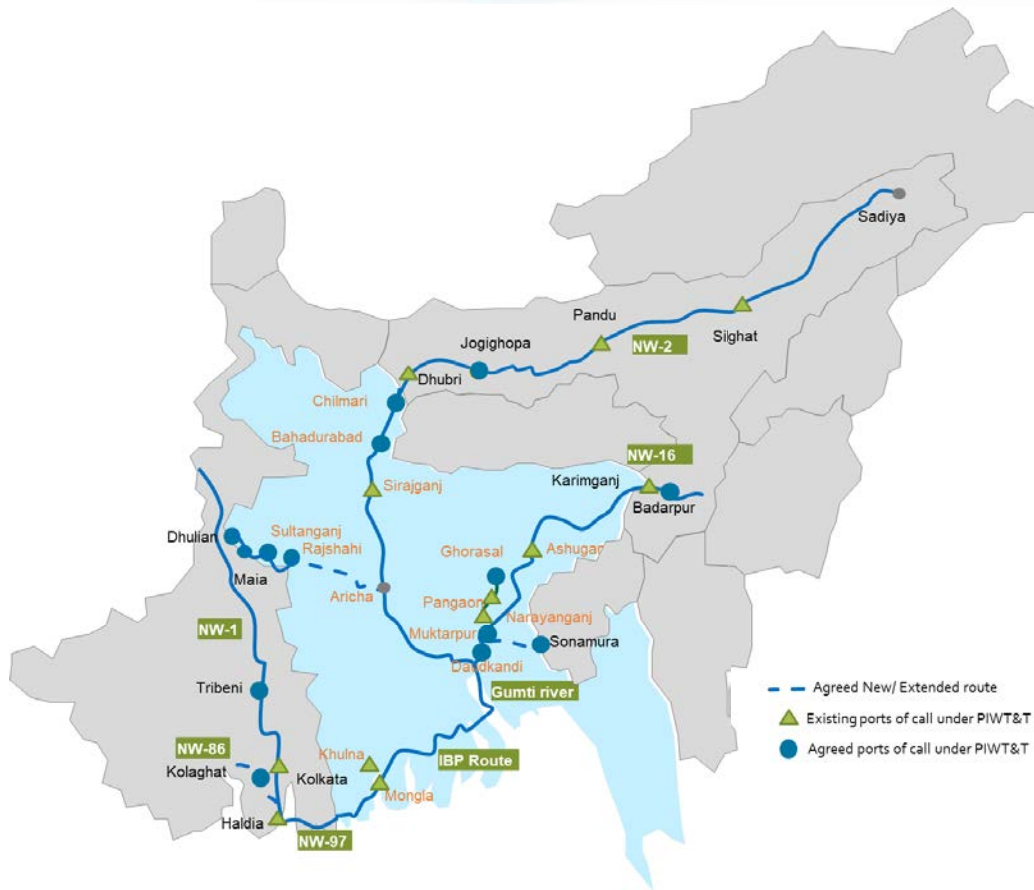 Sadiya
Pandu
Silghat
NW-2
Jogighopa
Dhubri
Chilmari
Bahadurabad
NW-16
Karimganj
Sirajganj
Badarpur
Dhulian
Sultanganj
Rajshahi
Ghorasal
Ashugan
Maia
Aricha
Pangaon
Narayanganj
NW-1
Muktarpur
Sonamura
Daudkandi
Tribeni
Gumti river
Agreed New/ Extended route
Existing ports of call under PIWT&T
Agreed ports of call under PIWT&T
NW-86
Khulna
IBP Route
Kolaghat
Kolkata
Mongla
Haldia
NW-97